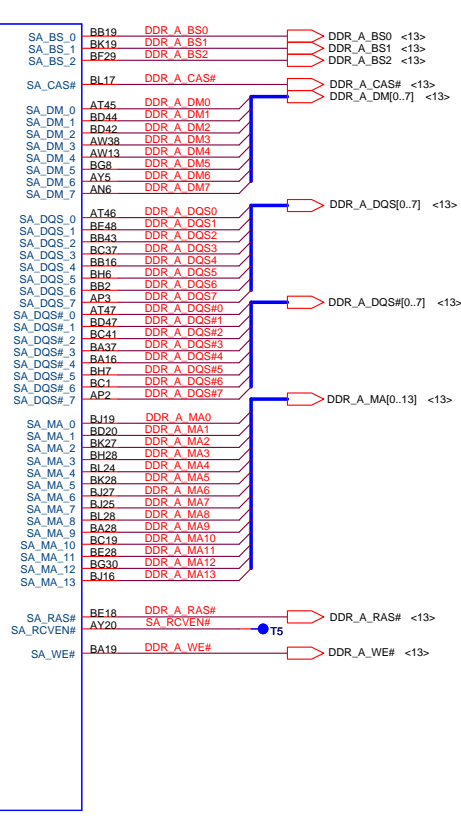 SA_BS_0 BB19 DDR_A_BS0 DDR_A_BS0 <13>
SA_BS_1 BK19 DDR_A_BS1 DDR_A_BS1 <13>
SA_BS_2 BF29 DDR_A_BS2 DDR_A_BS2 <13>
SA_CAS# BL17 DDR_A_CAS# DDR_A_CAS# <13>
DDR_A_DM[0..7] <13>
SA_DM_0 AT45 DDR_A_DM0
SA_DM_1 BD44 DDR_A_DM1
SA_DM_2 BD42 DDR_A_DM2
SA_DM_3 AW38 DDR_A_DM3
SA_DM_4 AW13 DDR_A_DM4
SA_DM_5 BG8 DDR_A_DM5
SA_DM_6 AY5 DDR_A_DM6
SA_DM_7 AN6 DDR_A_DM7
DDR_A_DQS[0..7] <13>
SA_DQS_0 AT46 DDR_A_DQS0
SA_DQS_1 BE48 DDR_A_DQS1
SA_DQS_2 BB43 DDR_A_DQS2
SA_DQS_3 BC37 DDR_A_DQS3
SA_DQS_4 BB16 DDR_A_DQS4
SA_DQS_5 BH6 DDR_A_DQS5
SA_DQS_6 BB2 DDR_A_DQS6
SA_DQS_7 AP3 DDR_A_DQS7
DDR_A_DQS#[0..7] <13>
SA_DQS#_0 AT47 DDR_A_DQS#0
SA_DQS#_1 BD47 DDR_A_DQS#1
SA_DQS#_2 BC41 DDR_A_DQS#2
SA_DQS#_3 BA37 DDR_A_DQS#3
SA_DQS#_4 BA16 DDR_A_DQS#4
SA_DQS#_5 BH7 DDR_A_DQS#5
SA_DQS#_6 BC1 DDR_A_DQS#6
SA_DQS#_7 AP2 DDR_A_DQS#7
DDR_A_MA[0..13] <13>
SA_MA_0 BJ19 DDR_A_MA0
SA_MA_1 BD20 DDR_A_MA1
SA_MA_2 BK27 DDR_A_MA2
SA_MA_3 BH28 DDR_A_MA3
SA_MA_4 BL24 DDR_A_MA4
SA_MA_5 BK28 DDR_A_MA5
SA_MA_6 BJ27 DDR_A_MA6
SA_MA_7 BJ25 DDR_A_MA7
SA_MA_8 BL28 DDR_A_MA8
SA_MA_9 BA28 DDR_A_MA9
SA_MA_10 BC19 DDR_A_MA10
SA_MA_11 BE28 DDR_A_MA11
SA_MA_12 BG30 DDR_A_MA12
SA_MA_13 BJ16 DDR_A_MA13
SA_RAS# BE18 DDR_A_RAS# DDR_A_RAS# <13>
SA_RCVEN# AY20 SA_RCVEN# T5
SA_WE# BA19 DDR_A_WE# DDR_A_WE# <13>